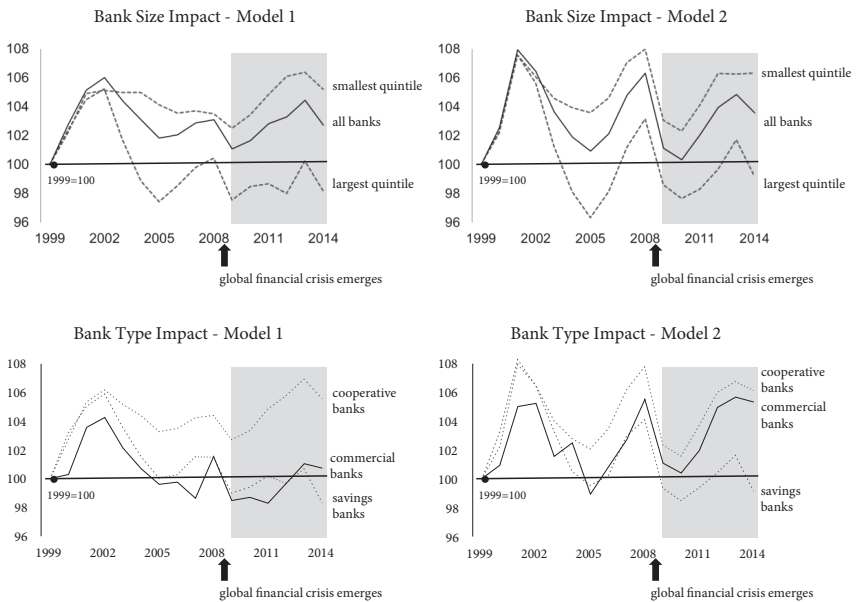 Bank Size Impact - Model 1
108
106
104
102
100
98
96
1999=100
smallest quintile
all banks
largest quintile
1999 2002 2005 2008 2011 2014
global financial crisis emerges
Bank Size Impact - Model 2
108
106
104
102
100
98
96
1999=100
smallest quintile
all banks
largest quintile
1999 2002 2005 2008 2011 2014
global financial crisis emerges
Bank Type Impact - Model 1
108
106
104
102
100
98
96
1999=100
cooperative
banks
commercial
banks
savings
banks
1999 2002 2005 2008 2011 2014
global financial crisis emerges
Bank Type Impact - Model 2
108
106
104
102
100
98
96
1999=100
cooperative
banks
commercial
banks
savings
banks
1999 2002 2005 2008 2011 2014
global financial crisis emerges